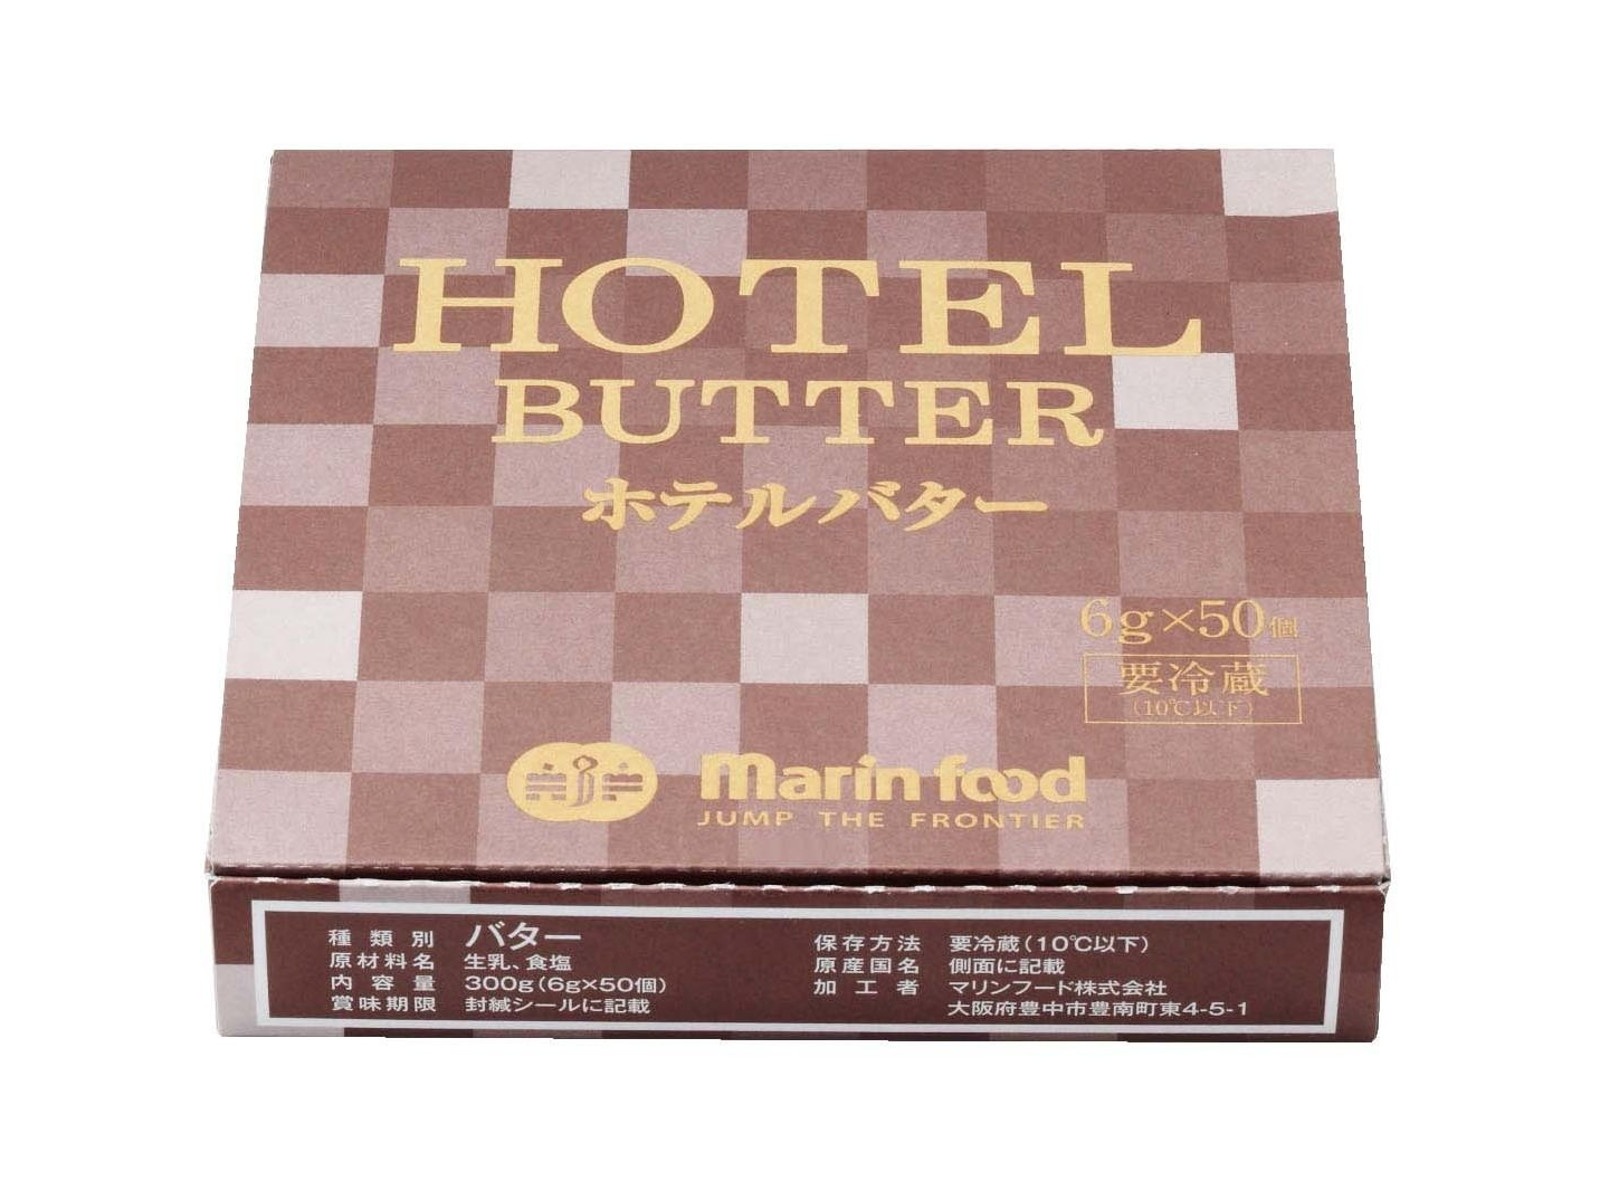 HOTEL
BUTTER
ホテルバター
6g×50個
要冷蔵
(10℃以下)
marin food
JUMP THE FRONTIER
種類別 バター
原材料名 生乳、食塩
内容量 300g(6g×50個)
賞味期限 封緘シールに記載
保存方法 要冷蔵(10℃以下)
原産国名 側面に記載
加工者 マリンフード株式会社
大阪府豊中市豊南町東4-5-1